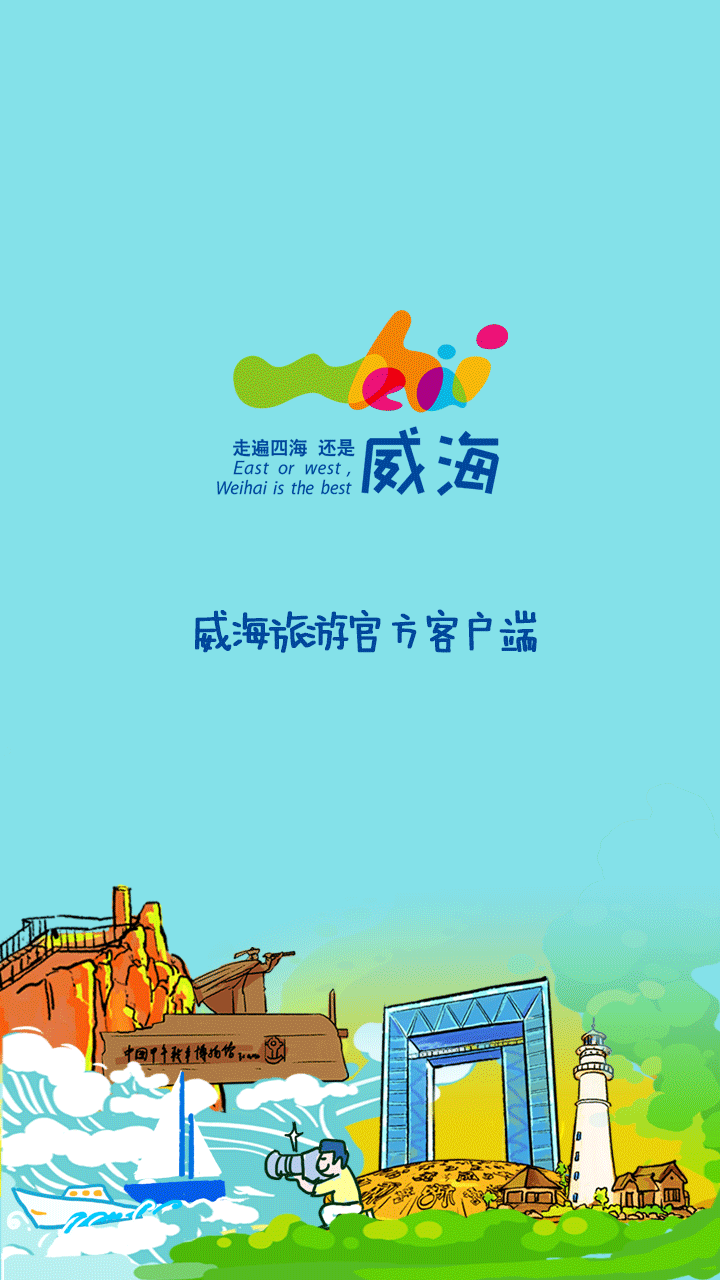 走遍四海 还是
East or west ,
Weihai is the best
威海
威海旅游官方客户端
中国甲午战争博物馆